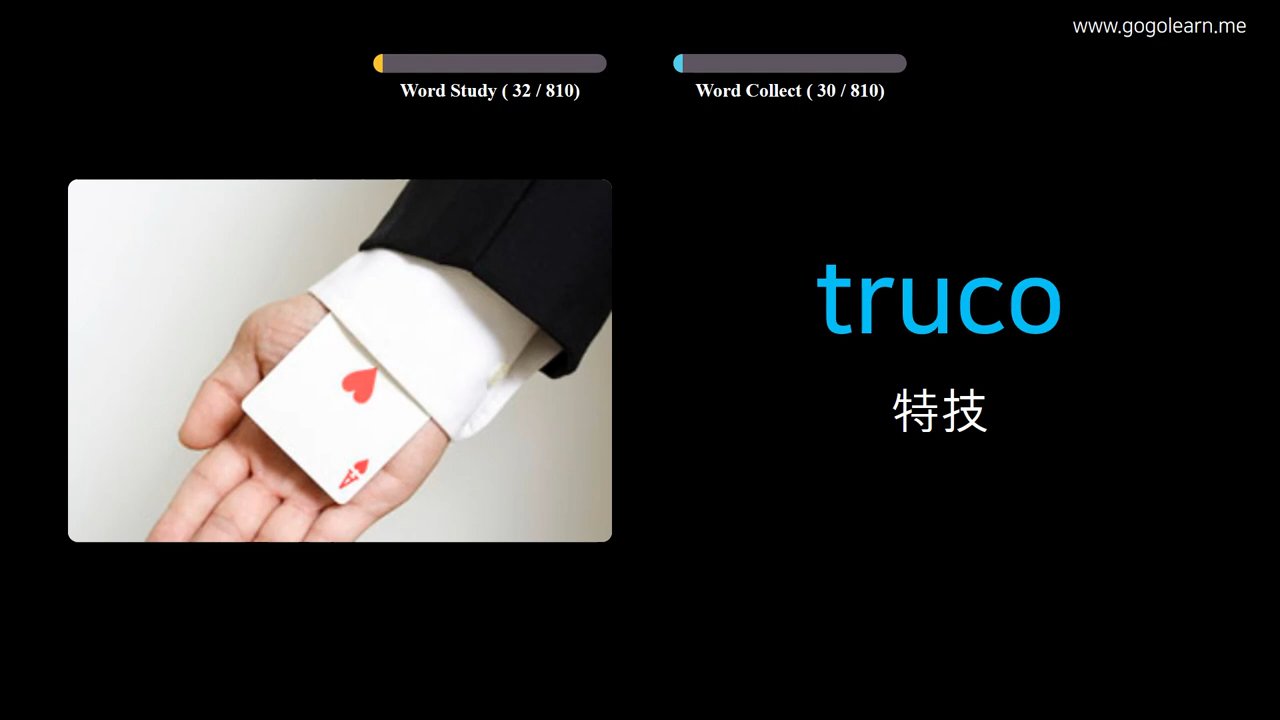 www.gogolearn.me
Word Study ( 32 / 810)
Word Collect ( 30 / 810)
A
truco
特技